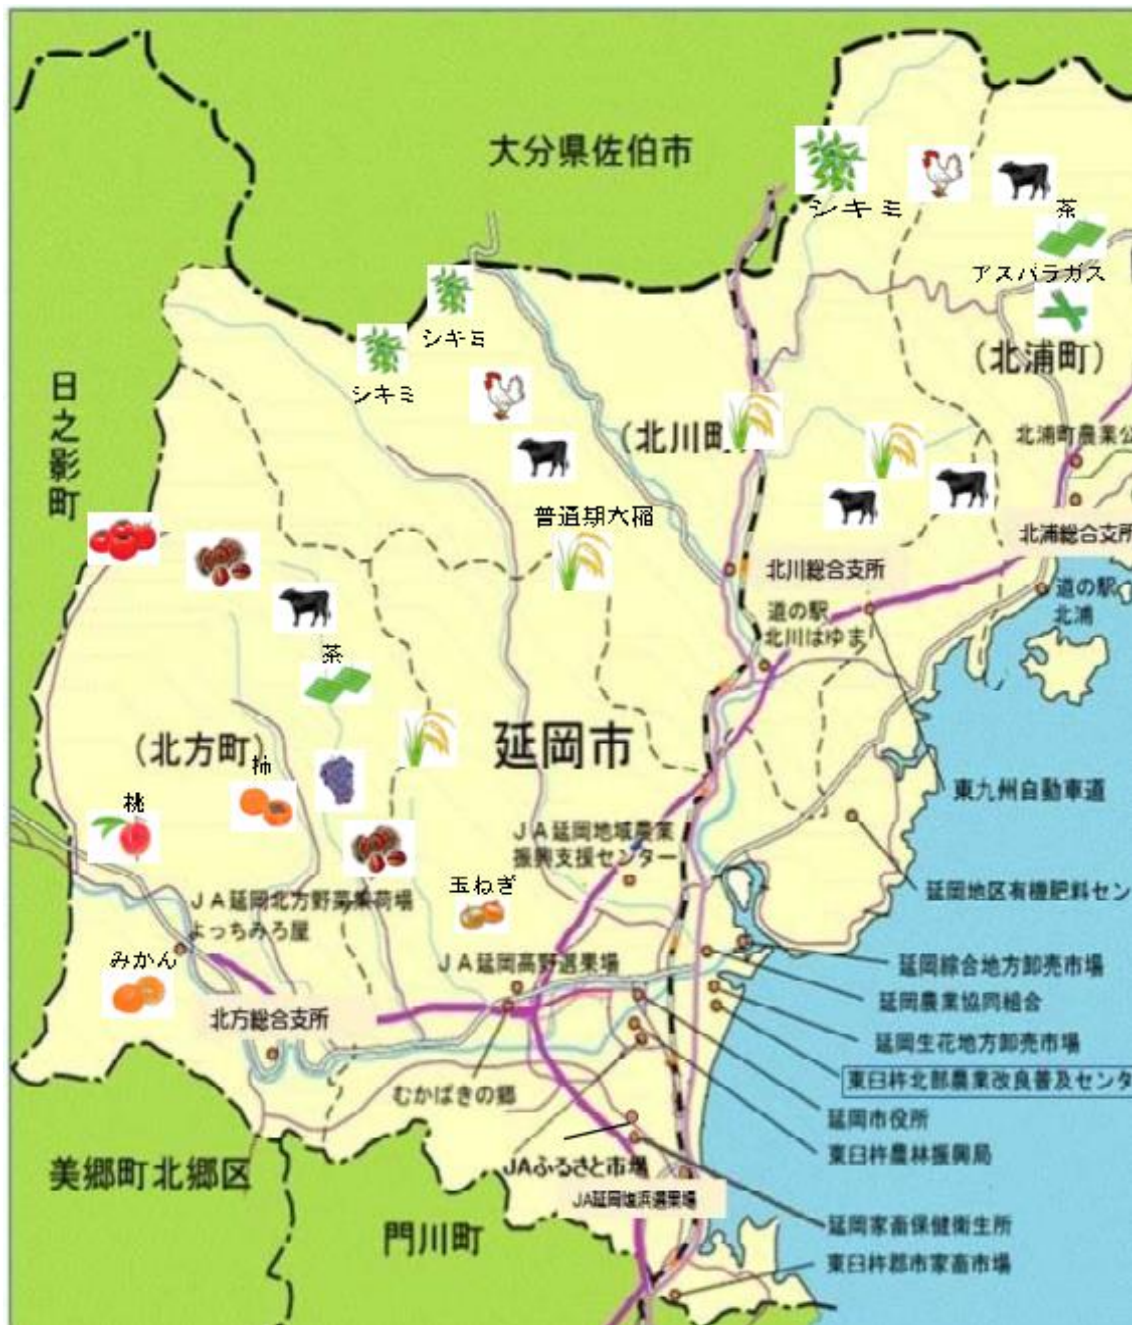 大分県佐伯市
シキミ
茶
アスパラガス
シキミ
シキミ
(北浦町)
日之影町
(北川町
北浦町農業公
普通期水稲
北浦総合支所
北川総合支所
道の駅
北浦
道の駅
北川はゆま
茶
(北方町)
延岡市
柿
東九州自動車道
桃
JA延岡地域農業
振興支援センター
玉ねぎ
延岡地区有機肥料セン
JA延岡北方野菜集荷場
よっちみろ屋
みかん
JA延岡高野選果場
延岡綜合地方卸売市場
延岡農業協同組合
北方総合支所
延岡生花地方卸売市場
東臼杵北部農業改良普及センタ
むかばきの郷
延岡市役所
東臼杵農林振興局
美郷町北郷区
JAふるさと市場
JA延岡塩浜選果場
門川町
延岡家畜保健衛生所
東臼杵郡市家畜市場